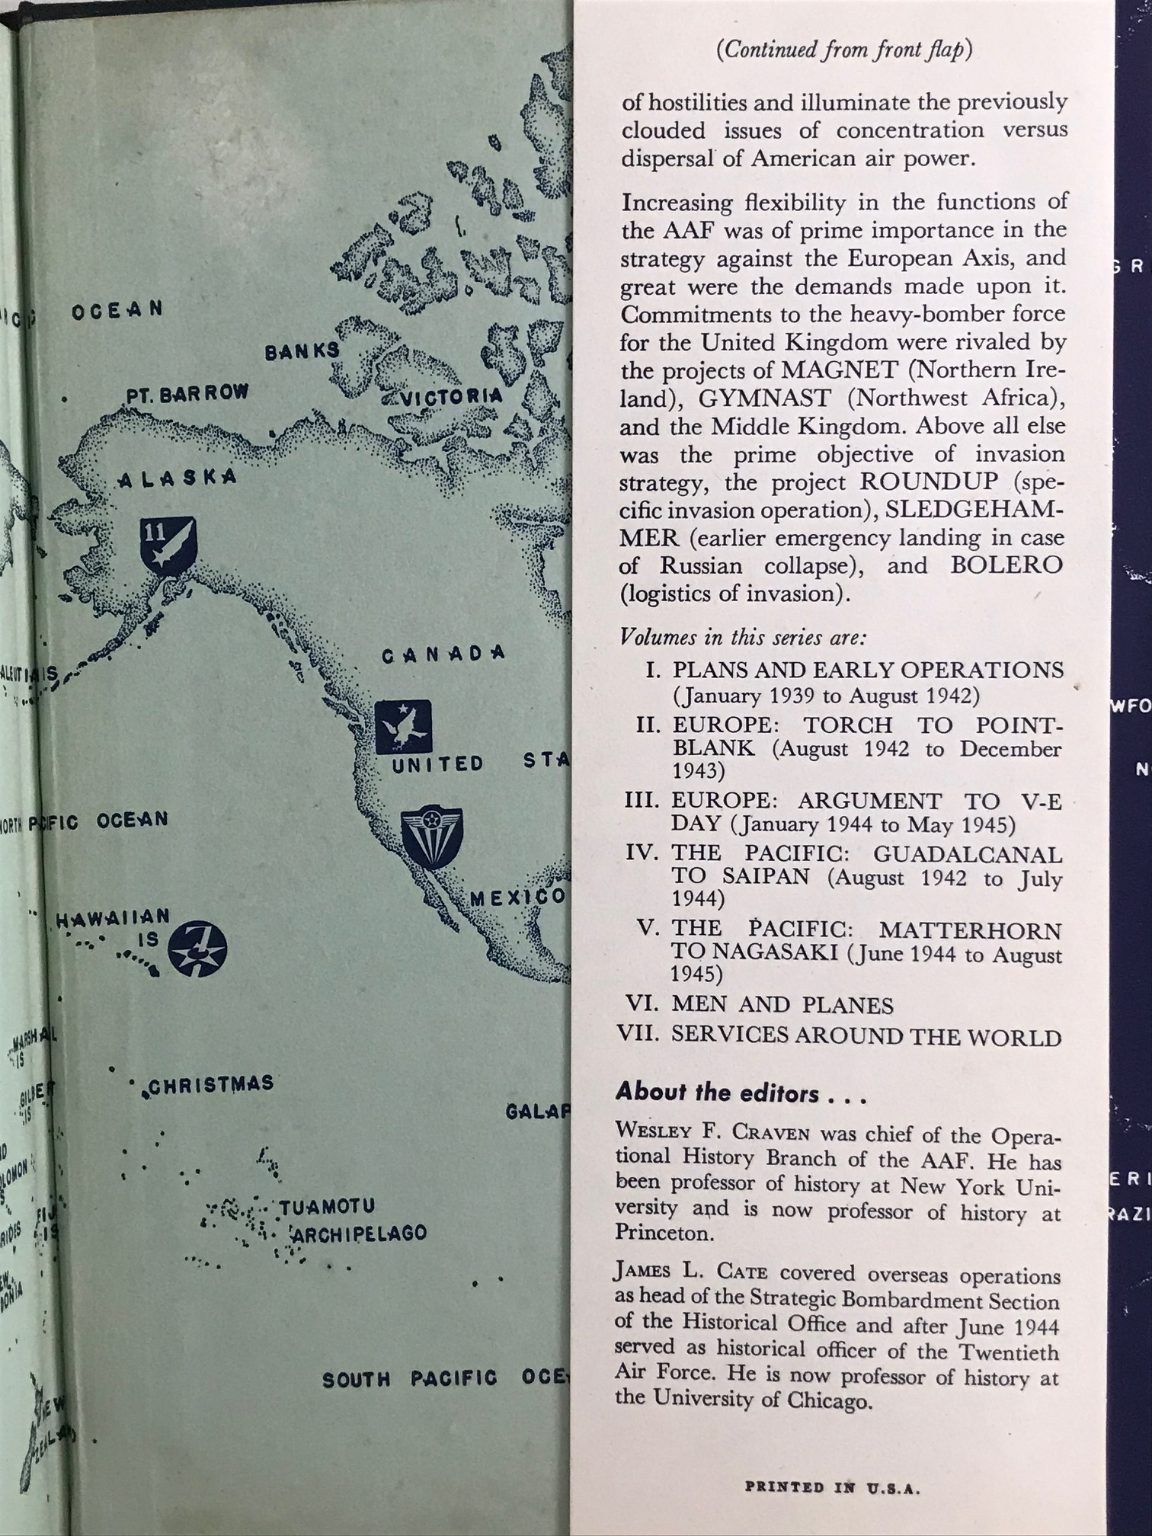 OCEAN
BANKS
PT. BARROW
VICTORIA
ALASKA
11
CANADA
UNITED STA
PCFIC OCEAN
MEXICO
HAWAIIAN
IS
7
CHRISTMAS
GALAP
TUAMOTU
ARCHIPELAGO
SOUTH PACIFIC OCE
(Continued from front flap)
of hostilities and illuminate the previously
clouded issues of concentration versus
dispersal of American air power.
Increasing flexibility in the functions of
the AAF was of prime importance in the
strategy against the European Axis, and
great were the demands made upon it.
Commitments to the heavy-bomber force
for the United Kingdom were rivaled by
the projects of MAGNET (Northern Ire-
land), GYMNAST (Northwest Africa),
and the Middle Kingdom. Above all else
was the prime objective of invasion
strategy, the project ROUNDUP (spe-
cific invasion operation), SLEDGEHAM-
MER (earlier emergency landing in case
of Russian collapse), and BOLERO
(logistics of invasion).
Volumes in this series are:
I. PLANS AND EARLY OPERATIONS
(January 1939 to August 1942)
II. EUROPE: TORCH TO POINT-
BLANK (August 1942 to December
1943)
III. EUROPE: ARGUMENT TO V-E
DAY (January 1944 to May 1945)
IV. THE PACIFIC: GUADALCANAL
TO SAIPAN (August 1942 to July
1944)
V. THE PACIFIC: MATTERHORN
TO NAGASAKI (June 1944 to August
1945)
VI. MEN AND PLANES
VII. SERVICES AROUND THE WORLD
About the editors . . .
WESLEY F. CRAVEN was chief of the Opera-
tional History Branch of the AAF. He has
been professor of history at New York Uni-
versity and is now professor of history at
Princeton.
JAMES L. CATE covered overseas operations
as head of the Strategic Bombardment Section
of the Historical Office and after June 1944
served as historical officer of the Twentieth
Air Force. He is now professor of history at
the University of Chicago.
PRINTED IN U.S.A.